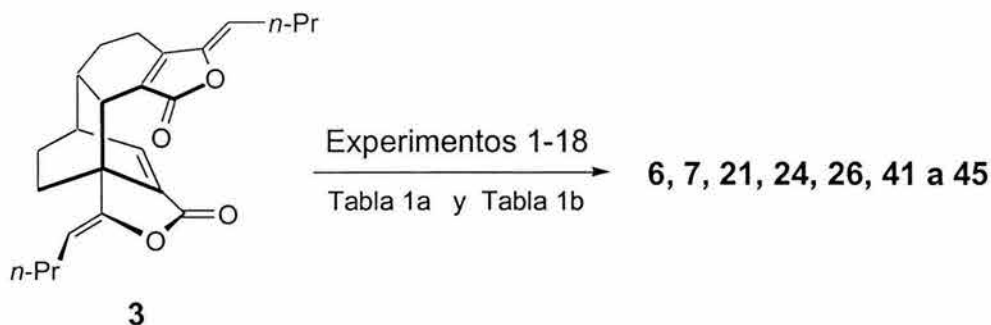 n-Pr
O
O
Experimentos 1-18
Tabla 1a y Tabla 1b
6, 7, 21, 24, 26, 41 a 45
O
O
n-Pr
3